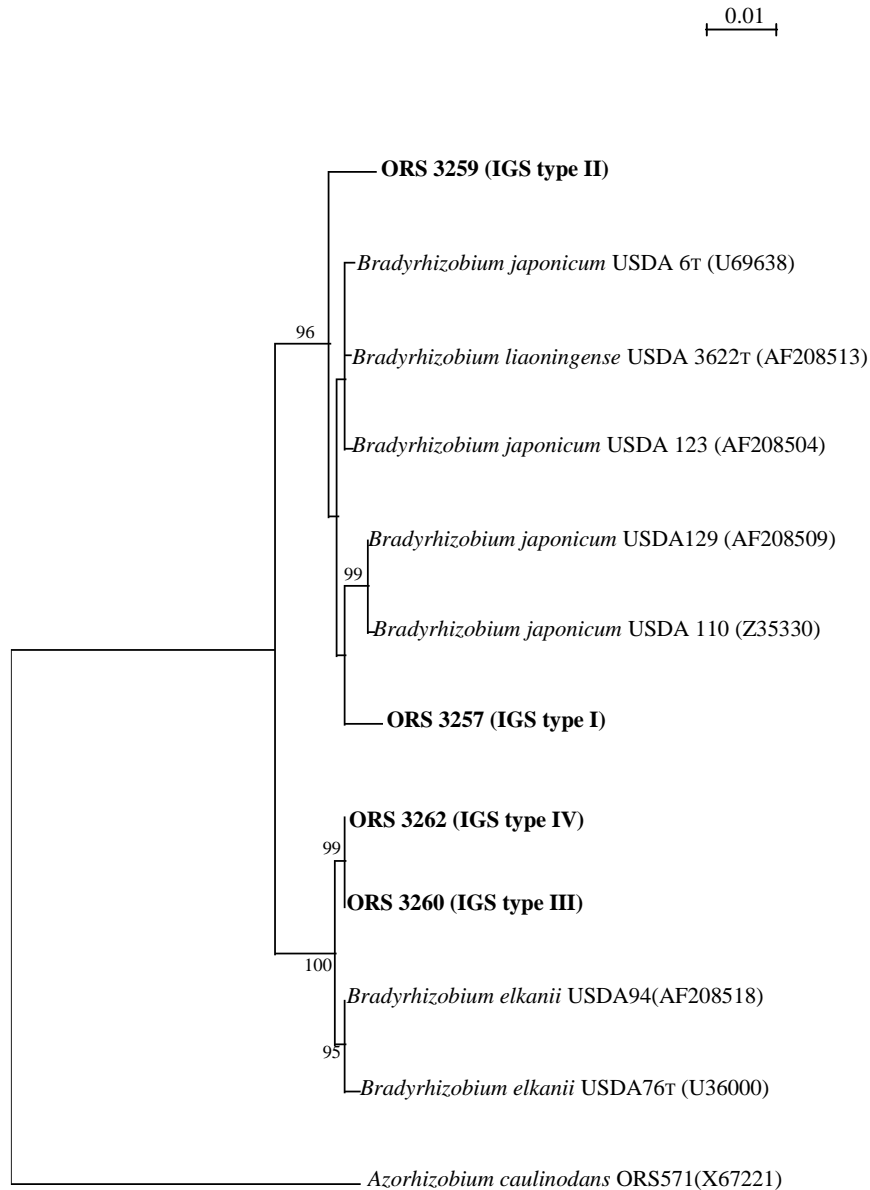 0.01
ORS 3259 (IGS type II)
Bradyrhizobium japonicum USDA 6T (U69638)
96
Bradyrhizobium liaoningense USDA 3622T (AF208513)
Bradyrhizobium japonicum USDA 123 (AF208504)
Bradyrhizobium japonicum USDA129 (AF208509)
99
Bradyrhizobium japonicum USDA 110 (Z35330)
ORS 3257 (IGS type I)
ORS 3262 (IGS type IV)
99
ORS 3260 (IGS type III)
100
Bradyrhizobium elkanii USDA94(AF208518)
95
Bradyrhizobium elkanii USDA76T (U36000)
Azorhizobium caulinodans ORS571(X67221)